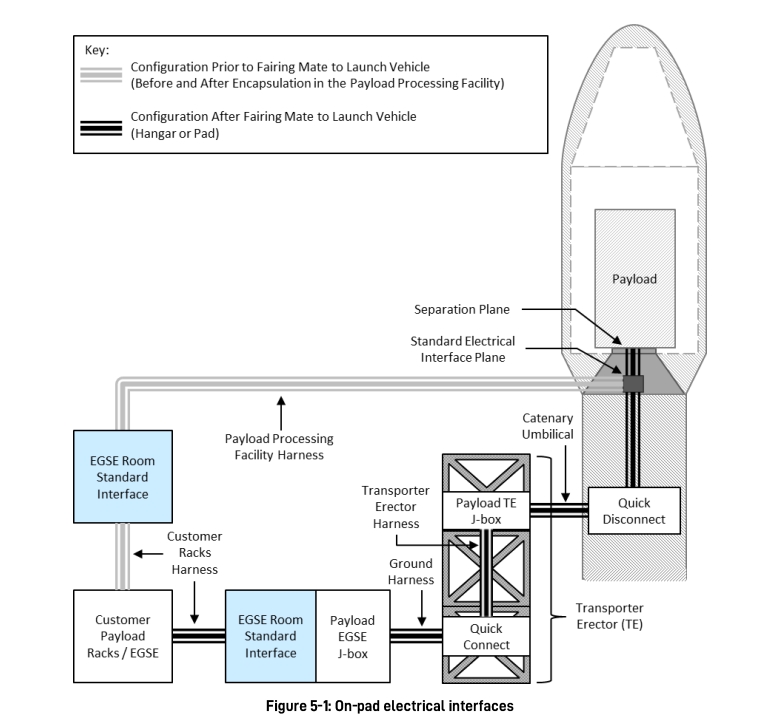 Key:
Configuration Prior to Fairing Mate to Launch Vehicle
(Before and After Encapsulation in the Payload Processing Facility)
Configuration After Fairing Mate to Launch Vehicle
(Hangar or Pad)
Payload
Separation Plane
Standard Electrical
Interface Plane
Payload Processing
Facility Harness
Catenary
Umbilical
EGSE Room
Standard
Interface
Transporter
Erector
Harness
Payload TE
J-box
Quick
Disconnect
Customer
Racks
Harness
Ground
Harness
Customer
Payload
Racks / EGSE
EGSE Room
Standard
Interface
Payload
EGSE
J-box
Quick
Connect
Transporter
Erector (TE)
Figure 5-1: On-pad electrical interfaces